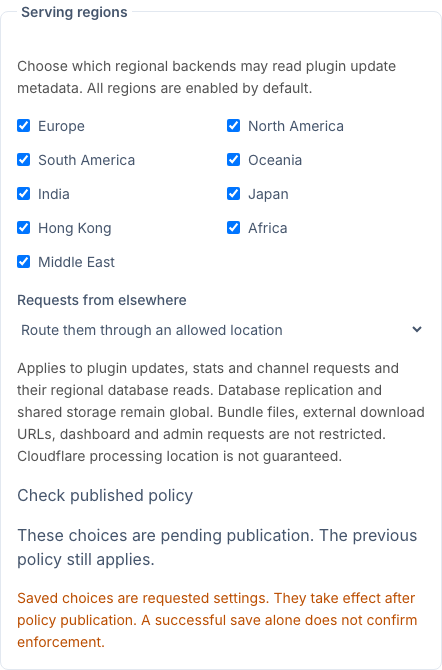 Serving regions
Choose which regional backends may read plugin update
metadata. All regions are enabled by default.
Europe
North America
South America
Oceania
India
Japan
Hong Kong
Africa
Middle East
Requests from elsewhere
Route them through an allowed location
Applies to plugin updates, stats and channel requests and
their regional database reads. Database replication and
shared storage remain global. Bundle files, external download
URLs, dashboard and admin requests are not restricted.
Cloudflare processing location is not guaranteed.
Check published policy
These choices are pending publication. The previous
policy still applies.
Saved choices are requested settings. They take effect after
policy publication. A successful save alone does not confirm
enforcement.